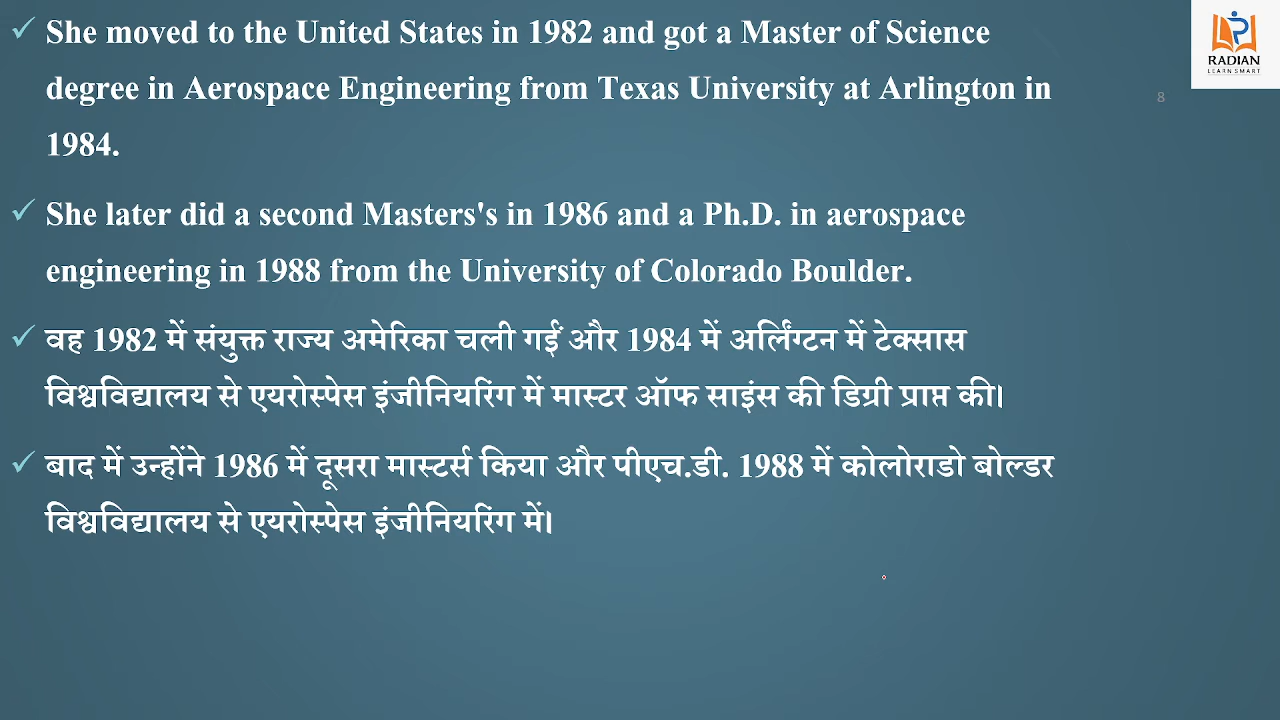 She moved to the United States in 1982 and got a Master of Science
degree in Aerospace Engineering from Texas University at Arlington in
1984.
She later did a second Masters's in 1986 and a Ph.D. in aerospace
engineering in 1988 from the University of Colorado Boulder.
वह 1982 में संयुक्त राज्य अमेरिका चली गईं और 1984 में अर्लिंग्टन में टेक्सास
विश्वविद्यालय से एयरोस्पेस इंजीनियरिंग में मास्टर ऑफ साइंस की डिग्री प्राप्त की।
बाद में उन्होंने 1986 में दूसरा मास्टर्स किया और पीएच.डी. 1988 में कोलोराडो बोल्डर
विश्वविद्यालय से एयरोस्पेस इंजीनियरिंग में।
RADIAN
LEARN SMART
8